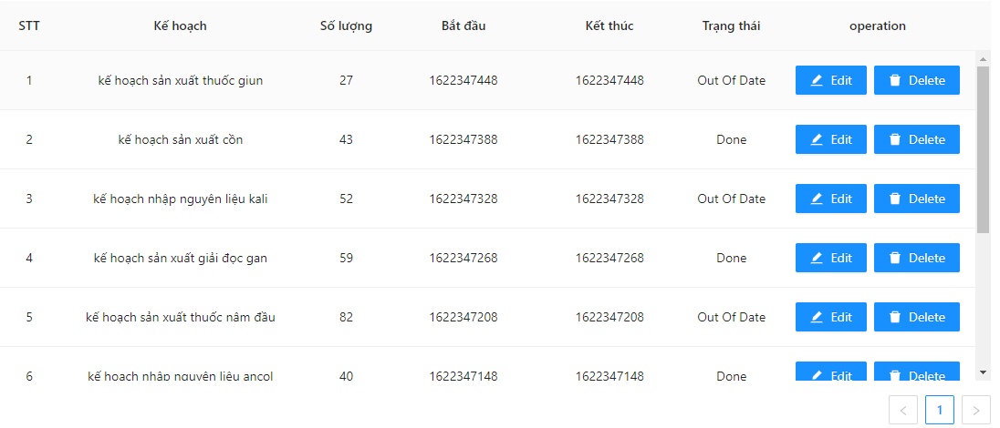 STT Kế hoạch Số lượng Bắt đầu Kết thúc Trạng thái operation
1 kế hoạch sản xuất thuốc giun 27 1622347448 1622347448 Out Of Date Edit Delete
2 kế hoạch sản xuất cồn 43 1622347388 1622347388 Done Edit Delete
3 kế hoạch nhập nguyên liệu kali 52 1622347328 1622347328 Out Of Date Edit Delete
4 kế hoạch sản xuất giải đọc gan 59 1622347268 1622347268 Done Edit Delete
5 kế hoạch sản xuất thuốc nâm đầu 82 1622347208 1622347208 Out Of Date Edit Delete
6 kế hoạch nhập nguyên liệu ancol 40 1622347148 1622347148 Done Edit Delete
< 1 >